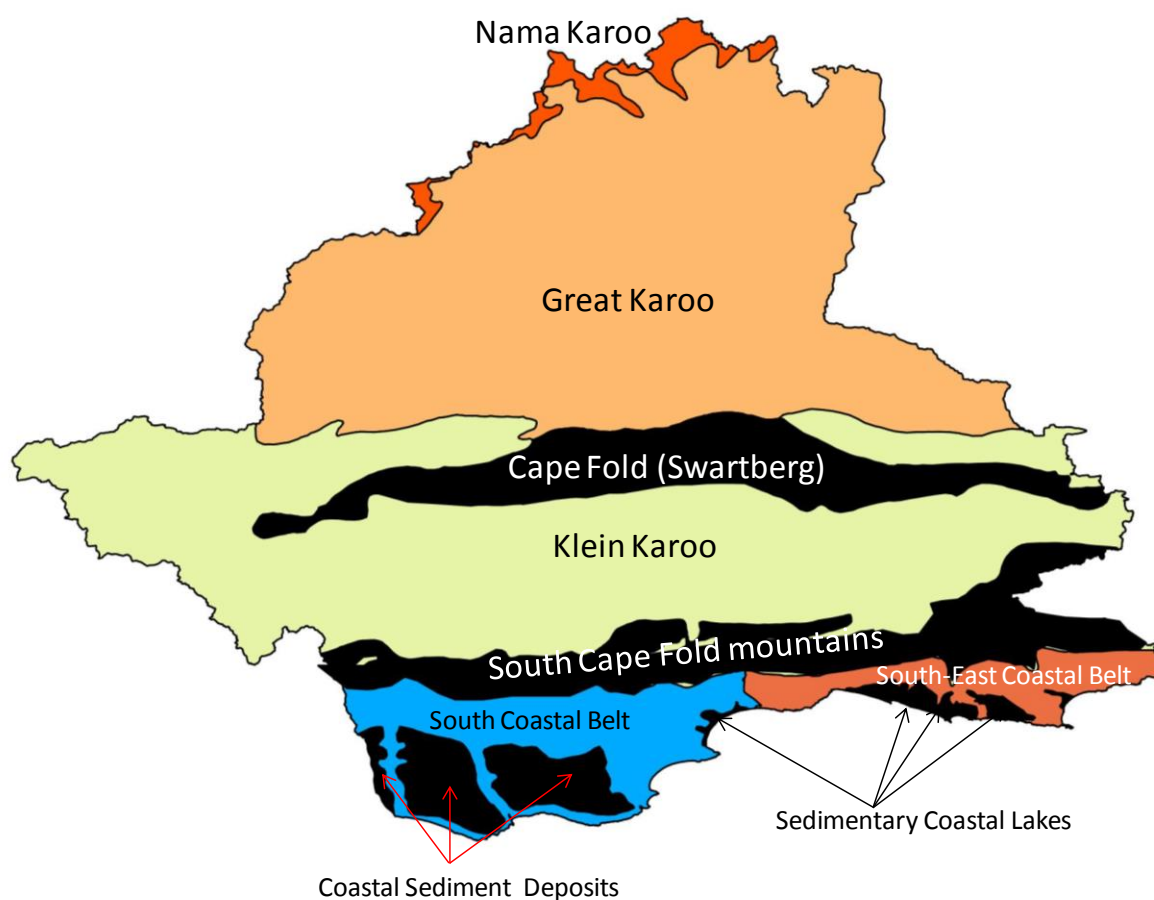 Nama Karoo
Great Karoo
Cape Fold (Swartberg)
Klein Karoo
South Cape Fold mountains
South-East Coastal Belt
South Coastal Belt
Sedimentary Coastal Lakes
Coastal Sediment Deposits